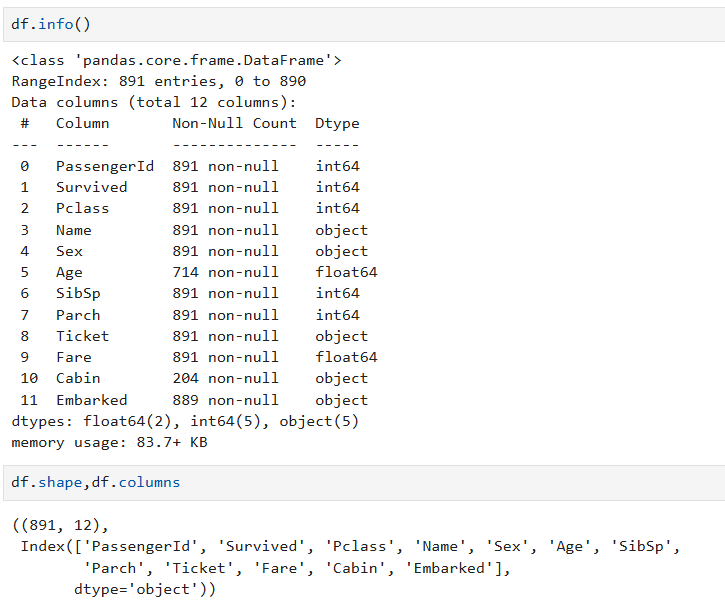 df.info()
<class 'pandas.core.frame.DataFrame'>
RangeIndex: 891 entries, 0 to 890
Data columns (total 12 columns):
 #   Column       Non-Null Count  Dtype
---  ------       --------------  -----
 0   PassengerId  891 non-null    int64
 1   Survived     891 non-null    int64
 2   Pclass       891 non-null    int64
 3   Name         891 non-null    object
 4   Sex          891 non-null    object
 5   Age          714 non-null    float64
 6   SibSp        891 non-null    int64
 7   Parch        891 non-null    int64
 8   Ticket       891 non-null    object
 9   Fare         891 non-null    float64
 10  Cabin        204 non-null    object
 11  Embarked     889 non-null    object
dtypes: float64(2), int64(5), object(5)
memory usage: 83.7+ KB
df.shape,df.columns
((891, 12),
 Index(['PassengerId', 'Survived', 'Pclass', 'Name', 'Sex', 'Age', 'SibSp',
        'Parch', 'Ticket', 'Fare', 'Cabin', 'Embarked'],
       dtype='object'))